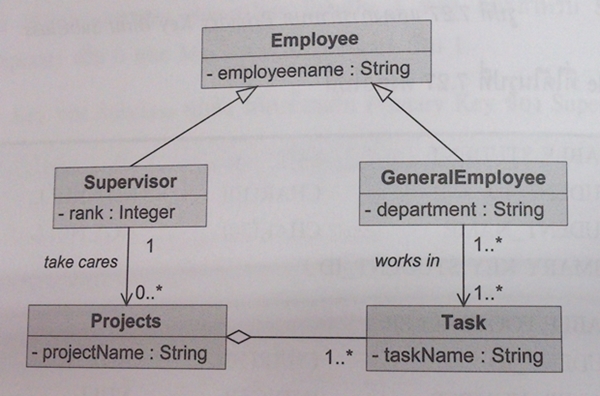 Employee
- employeename : String
Supervisor
- rank : Integer
GeneralEmployee
- department : String
1
take cares
0..*
1..*
works in
1..*
Projects
- projectName : String
1..*
Task
- taskName : String